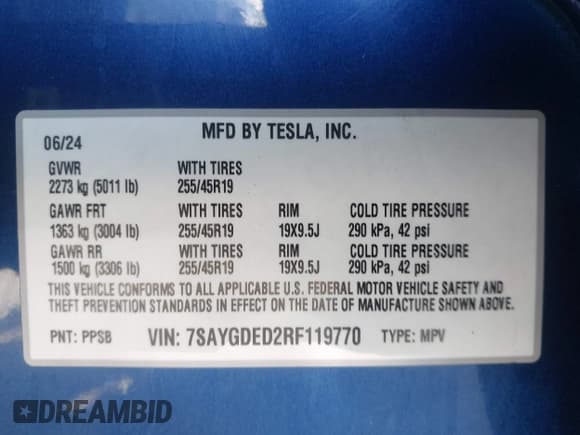 MFD BY TESLA, INC.
06/24
GVWR WITH TIRES
2273 kg (5011 lb) 255/45R19
GAWR FRT WITH TIRES RIM COLD TIRE PRESSURE
1363 kg (3004 lb) 255/45R19 19X9.5J 290 kPa, 42 psi
GAWR RR WITH TIRES RIM COLD TIRE PRESSURE
1500 kg (3306 lb) 255/45R19 19X9.5J 290 kPa, 42 psi
THIS VEHICLE CONFORMS TO ALL APPLICABLE U.S. FEDERAL MOTOR VEHICLE SAFETY AND
THEFT PREVENTION STANDARDS IN EFFECT ON THE DATE OF MANUFACTURE SHOWN ABOVE.
PNT: PPSB VIN: 7SAYGDED2RF119770 TYPE: MPV
DREAMBID